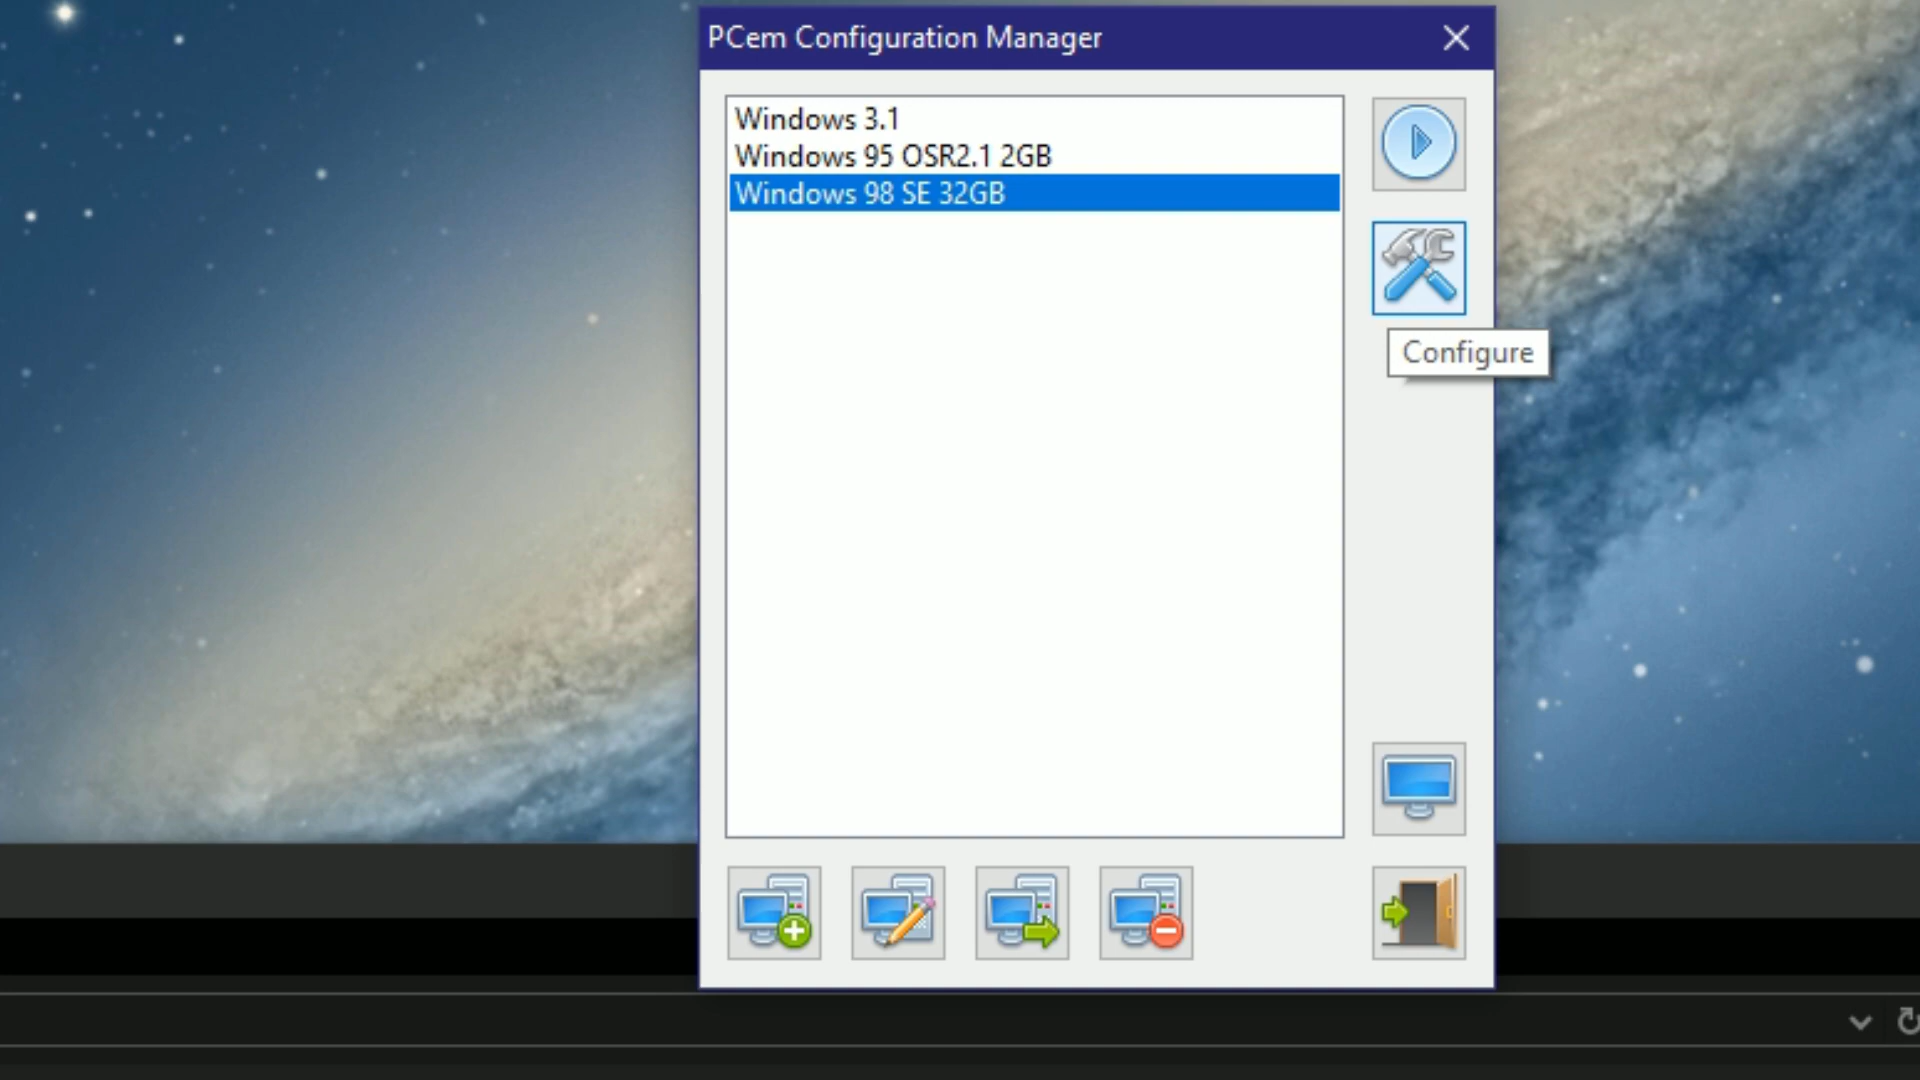 PCem Configuration Manager
Windows 3.1
Windows 95 OSR2.1 2GB
Windows 98 SE 32GB
Configure